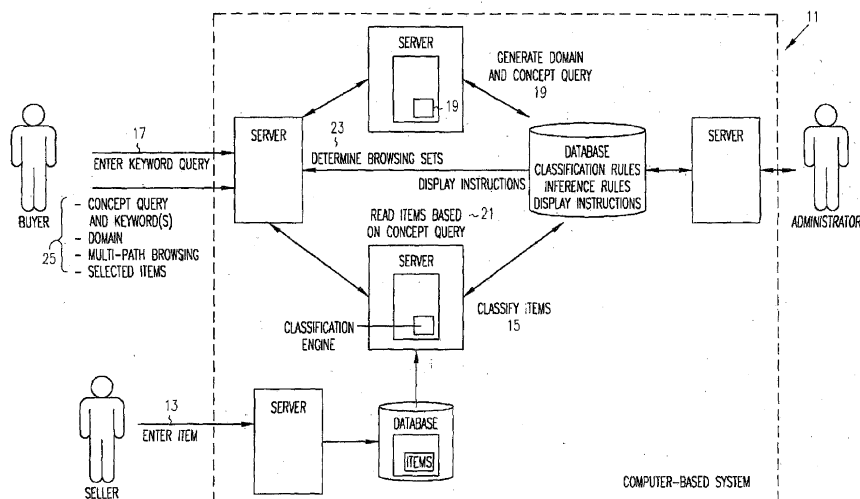 11
SERVER
19
GENERATE DOMAIN
AND CONCEPT QUERY
19
17
ENTER KEYWORD QUERY
SERVER
23
DETERMINE BROWSING SETS
DISPLAY INSTRUCTIONS
DATABASE
CLASSIFICATION RULES
INFERENCE RULES
DISPLAY INSTRUCTIONS
SERVER
ADMINISTRATOR
BUYER
25
- CONCEPT QUERY
AND KEYWORD(S)
- DOMAIN
- MULTI-PATH BROWSING
- SELECTED ITEMS
READ ITEMS BASED ~21
ON CONCEPT QUERY
SERVER
CLASSIFICATION
ENGINE
CLASSIFY ITEMS
15
13
ENTER ITEM
SELLER
SERVER
DATABASE
ITEMS
COMPUTER-BASED SYSTEM